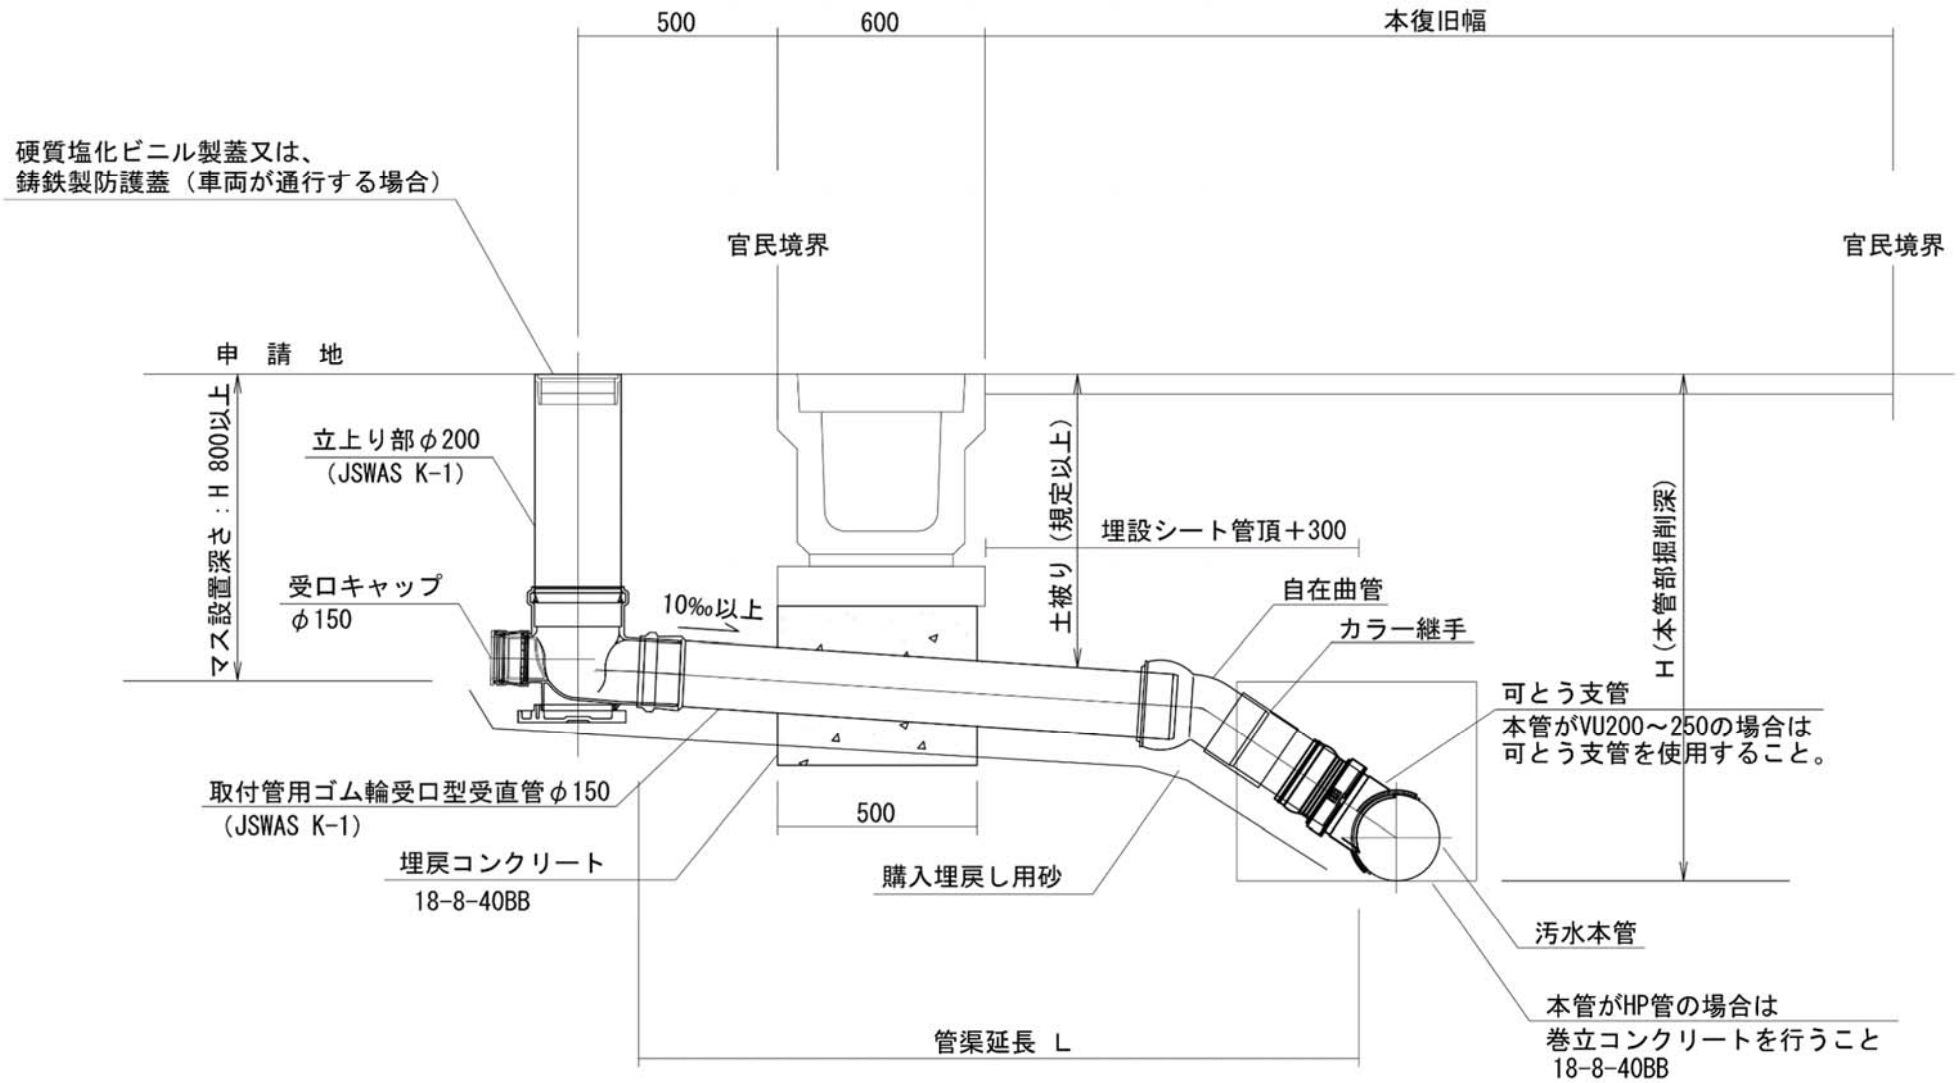 500
600
本復旧幅
硬質塩化ビニル製蓋又は、
鋳鉄製防護蓋（車両が通行する場合）
官民境界
官民境界
申　請　地
マス設置深さ：H 800以上
立上り部φ200
（JSWAS K-1）
土被り（規定以上）
H（本管部掘削深）
埋設シート管頂＋300
受口キャップ
φ150
10‰以上
自在曲管
カラー継手
可とう支管
本管がVU200～250の場合は
可とう支管を使用すること。
取付管用ゴム輪受口型受直管φ150
（JSWAS K-1）
500
埋戻コンクリート
18-8-40BB
購入埋戻し用砂
汚水本管
本管がHP管の場合は
巻立コンクリートを行うこと
18-8-40BB
管渠延長 L